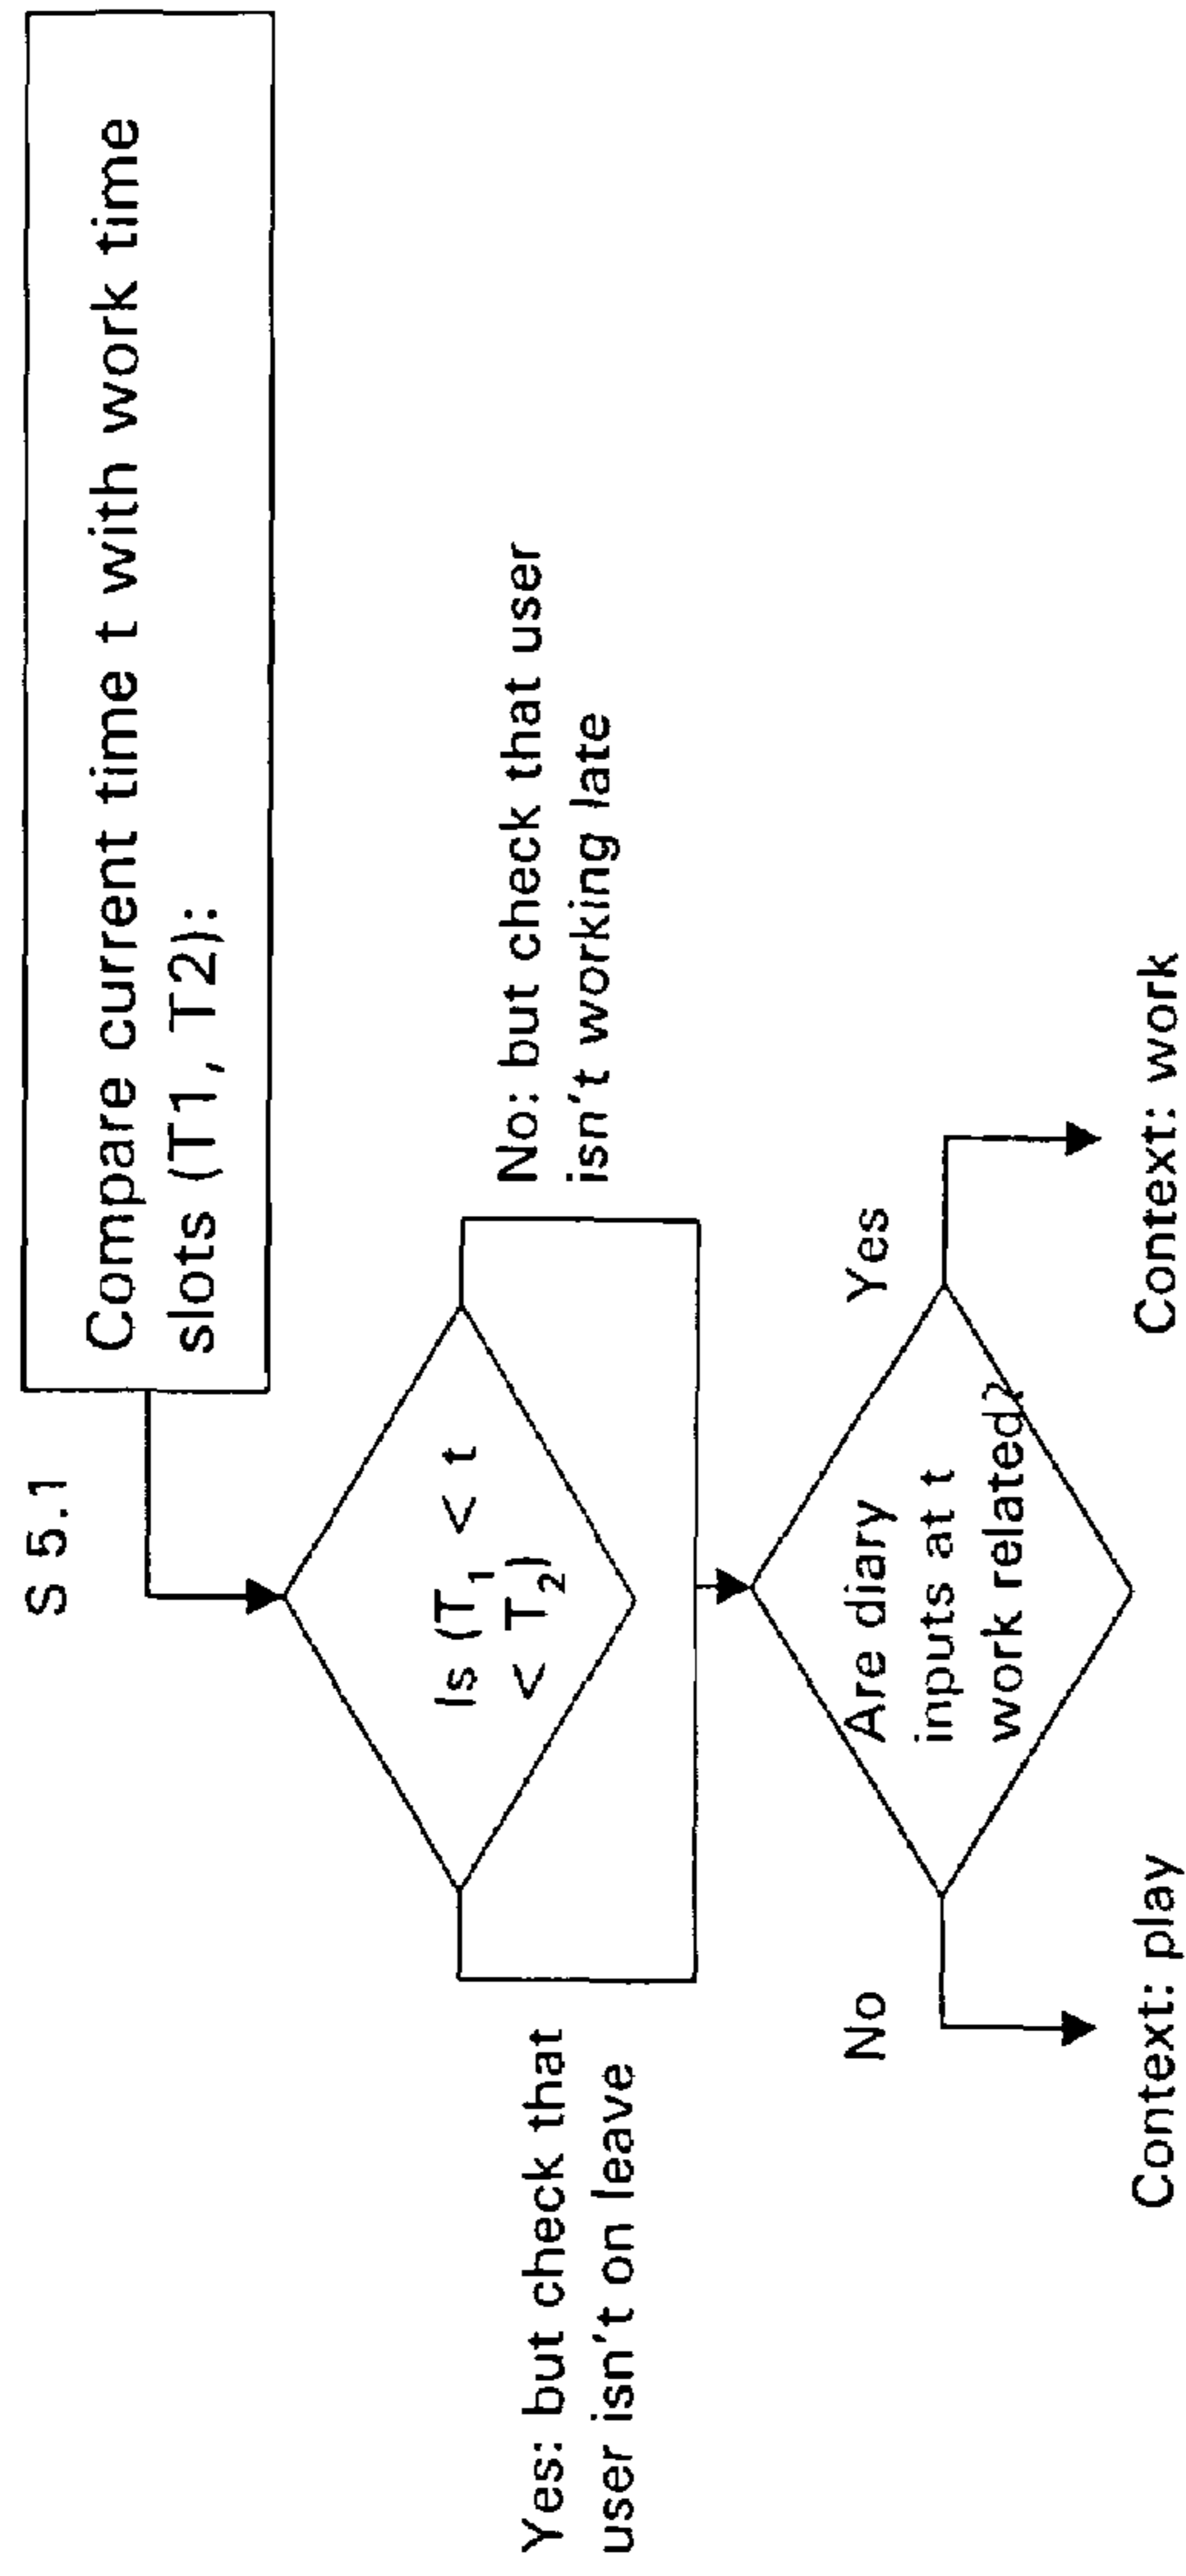 S 5.1
Compare current time t with work time
slots (T1, T2):
Is (T1 < t
< T2)
Yes: but check that
user isn't on leave
No: but check that user
isn't working late
Are diary
inputs at t
work related?
No
Yes
Context: play
Context: work